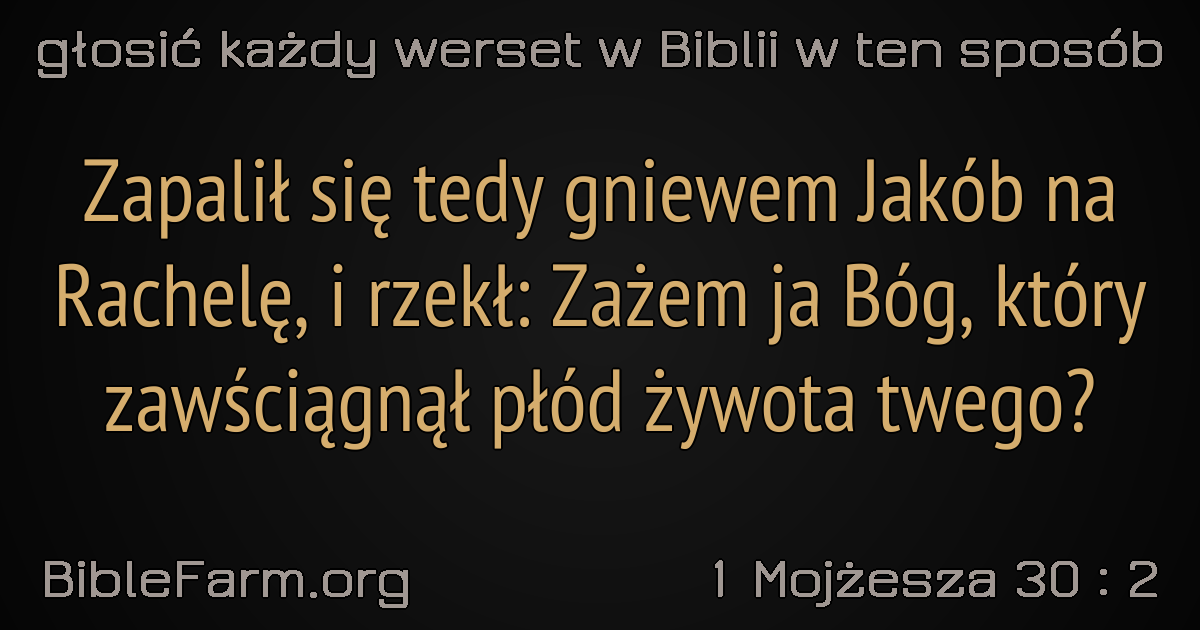 głosić każdy werset w Biblii w ten sposób
Zapalił się tedy gniewem Jakób na
Rachelę, i rzekł: Zażem ja Bóg, który
zawściągnął płód żywota twego?
BibleFarm.org
1 Mojżesza 30 : 2